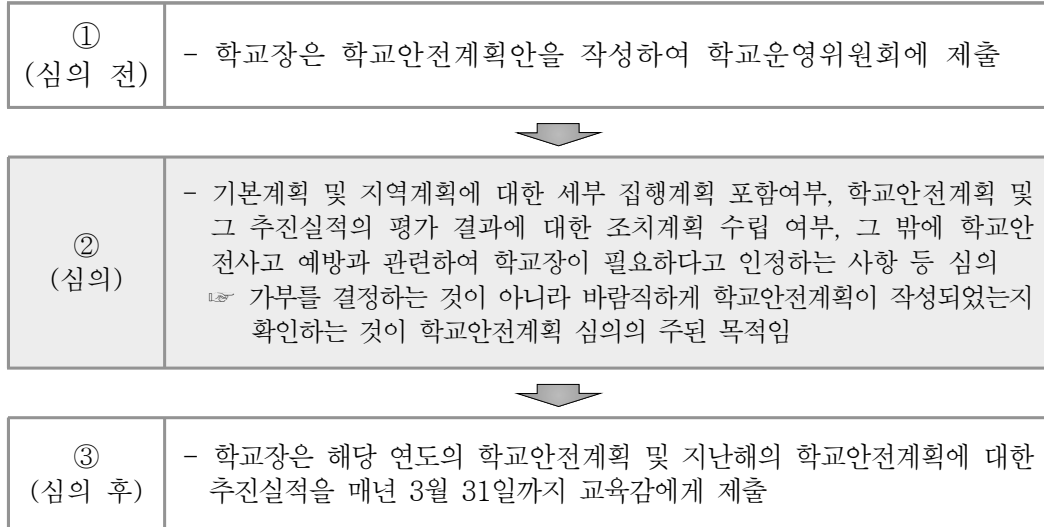 ①
(심의 전)
- 학교장은 학교안전계획안을 작성하여 학교운영위원회에 제출
②
(심의)
- 기본계획 및 지역계획에 대한 세부 집행계획 포함여부, 학교안전계획 및
그 추진실적의 평가 결과에 대한 조치계획 수립 여부, 그 밖에 학교안
전사고 예방과 관련하여 학교장이 필요하다고 인정하는 사항 등 심의
☞ 가부를 결정하는 것이 아니라 바람직하게 학교안전계획이 작성되었는지
확인하는 것이 학교안전계획 심의의 주된 목적임
③
(심의 후)
- 학교장은 해당 연도의 학교안전계획 및 지난해의 학교안전계획에 대한
추진실적을 매년 3월 31일까지 교육감에게 제출